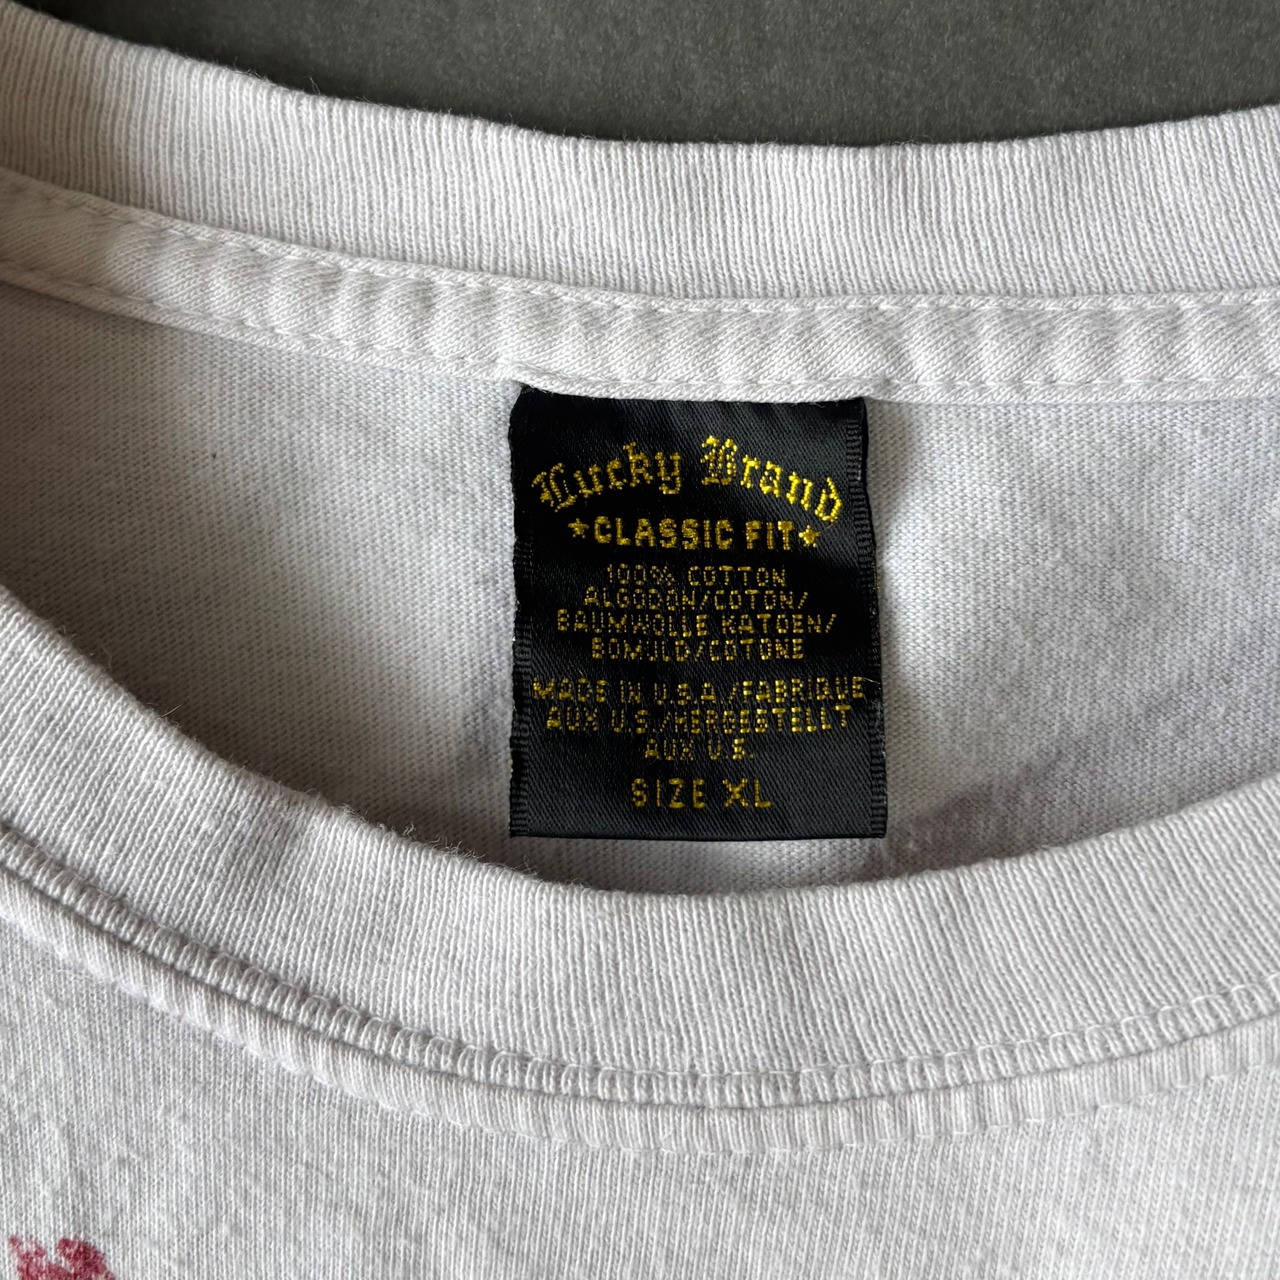 Lucky Brand
★CLASSIC FIT★
100% COTTON
ALGODON/COTON/
BAUMWOLLE KATOEN/
BOMULD/COTONE
MADE IN U.S.A./FABRIQUE
AUX U.S./HERGESTELLT
AUX U.S.
SIZE XL